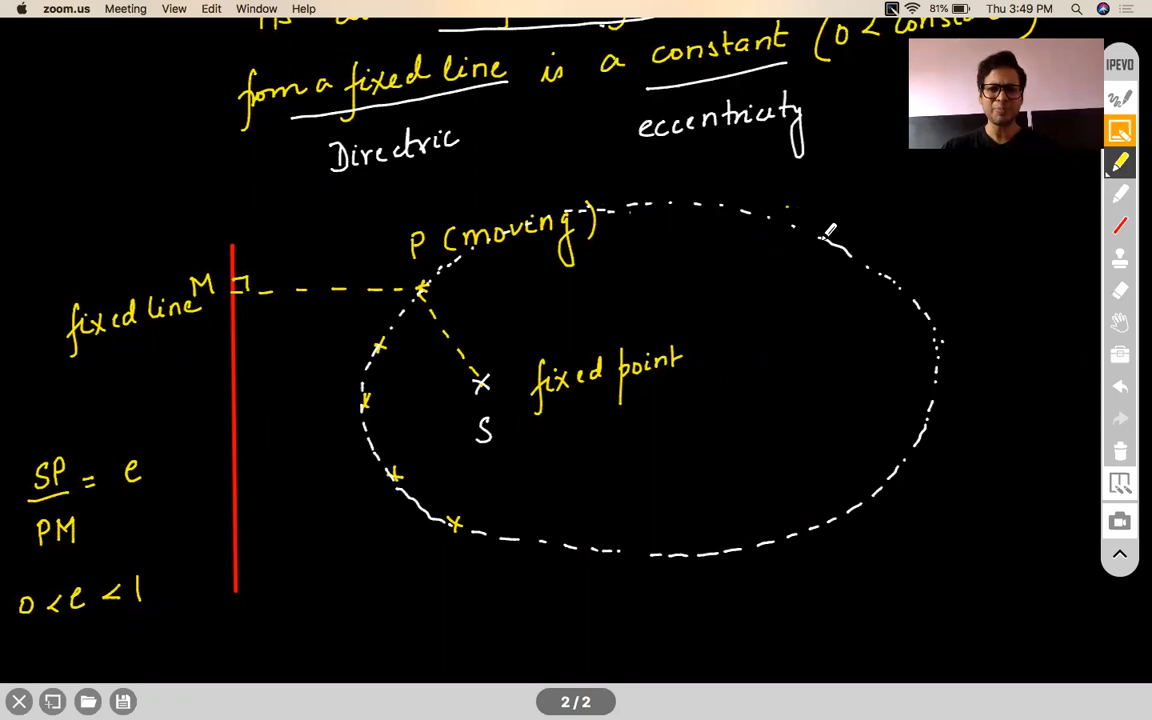 zoom.us Meeting View Edit Window Help
81% Thu 3:49 PM
from a fixed line is a constant (0 <
IPEVO
Directric
eccentricity
P (moving)
M
fixed line
fixed point
S
SP = e
PM
0 < e < 1
2/2